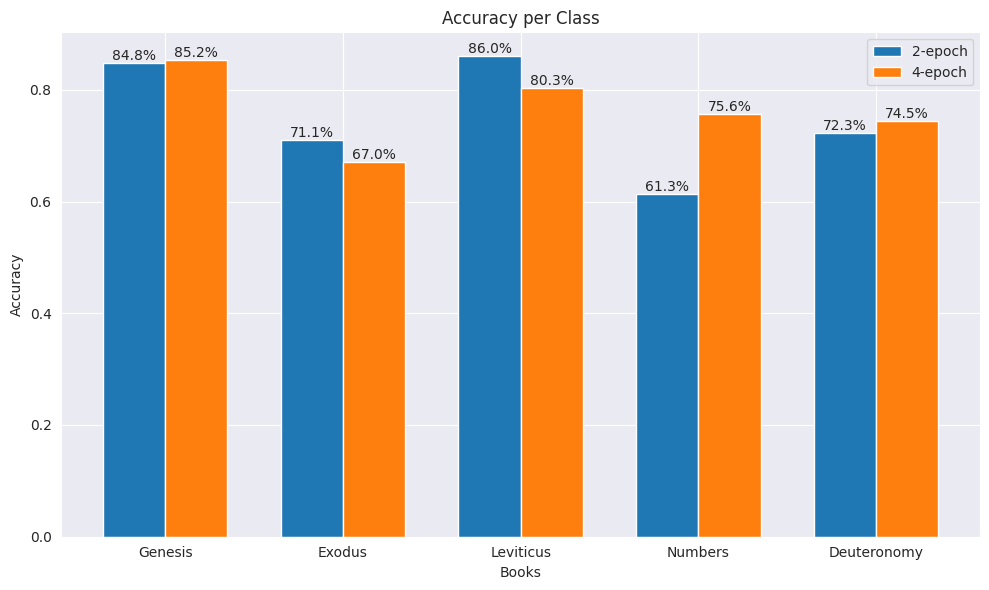 Accuracy per Class
2-epoch
4-epoch
84.8%
85.2%
71.1%
67.0%
86.0%
80.3%
61.3%
75.6%
72.3%
74.5%
Accuracy
0.8
0.6
0.4
0.2
0.0
Genesis
Exodus
Leviticus
Numbers
Deuteronomy
Books